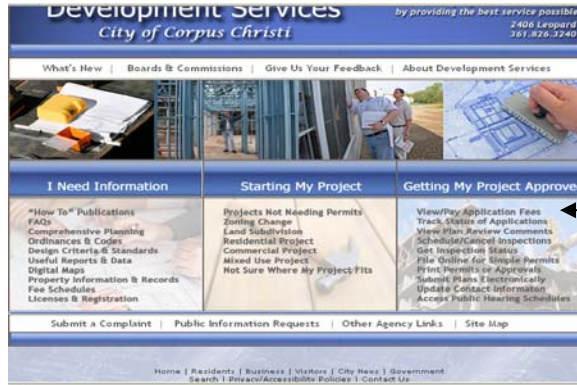 Development Services
City of Corpus Christi
by providing the best service possible
2406 Leopard
361.826.3240
What's New | Boards & Commissions | Give Us Your Feedback | About Development Services
I Need Information
"How To" Publications
FAQs
Comprehensive Planning
Ordinances & Codes
Design Criteria & Standards
Useful Reports & Data
Digital Maps
Property Information & Records
Fee Schedules
Licenses & Registration
Starting My Project
Projects Not Needing Permits
Zoning Change
Land Subdivision
Residential Project
Commercial Project
Mixed Use Project
Not Sure Where My Project Fits
Getting My Project Approve
View/Pay Application Fees
Track Status of Applications
View Plan Review Comments
Schedule/Cancel Inspections
Get Inspection Status
File Online for Simple Permits
Print Permits or Approvals
Submit Plans Electronically
Update Contact Information
Access Public Hearing Schedules
Submit a Complaint | Public Information Requests | Other Agency Links | Site Map
Home | Residents | Business | Visitors | City News | Government
Search | Privacy/Accessibility Policies | Contact Us